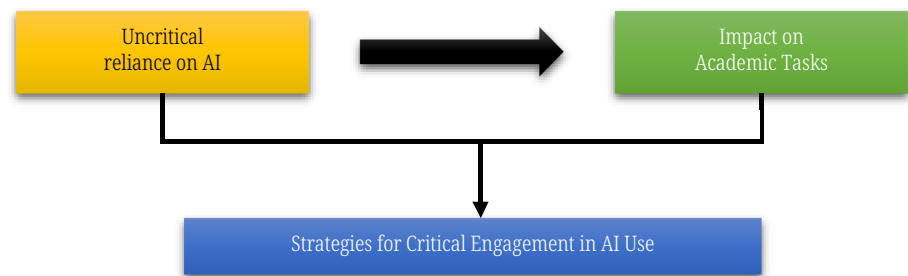 Uncritical
reliance on AI
Impact on
Academic Tasks
Strategies for Critical Engagement in AI Use